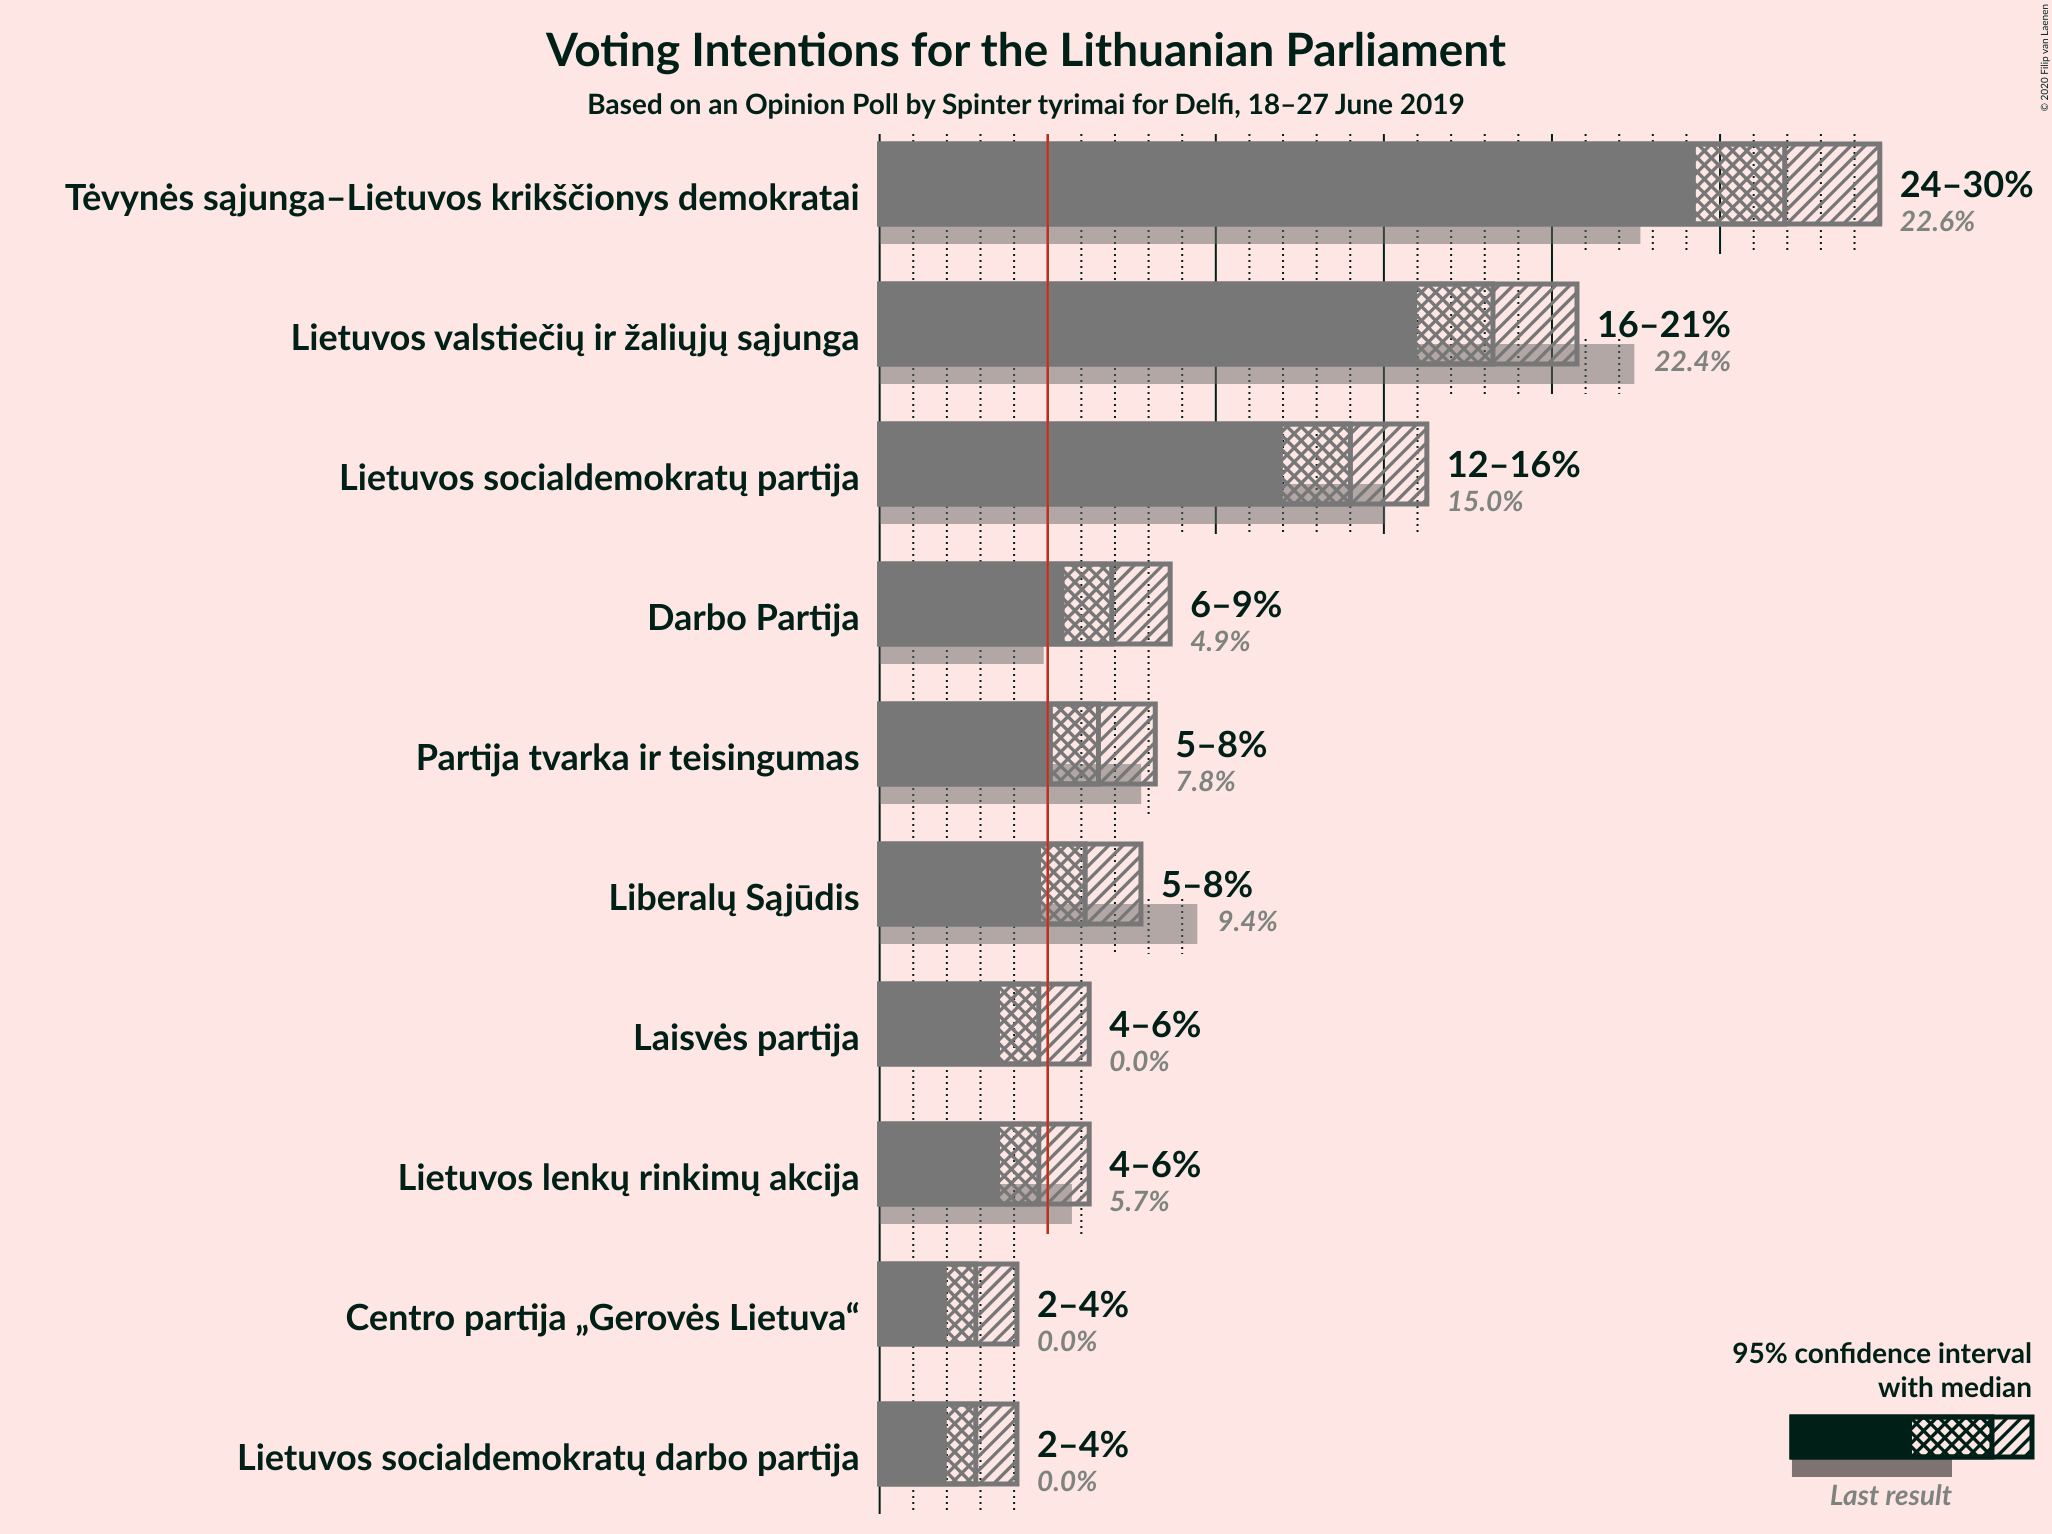 Voting Intentions for the Lithuanian Parliament
Based on an Opinion Poll by Spinter tyrimai for Delfi, 18–27 June 2019
© 2020 Filip van Laenen
Tėvynės sąjunga–Lietuvos krikščionys demokratai
24–30%
22.6%
Lietuvos valstiečių ir žaliųjų sąjunga
16–21%
22.4%
Lietuvos socialdemokratų partija
12–16%
15.0%
Darbo Partija
6–9%
4.9%
Partija tvarka ir teisingumas
5–8%
7.8%
Liberalų Sąjūdis
5–8%
9.4%
Laisvės partija
4–6%
0.0%
Lietuvos lenkų rinkimų akcija
4–6%
5.7%
Centro partija „Gerovės Lietuva“
2–4%
0.0%
Lietuvos socialdemokratų darbo partija
2–4%
0.0%
95% confidence interval
with median
Last result